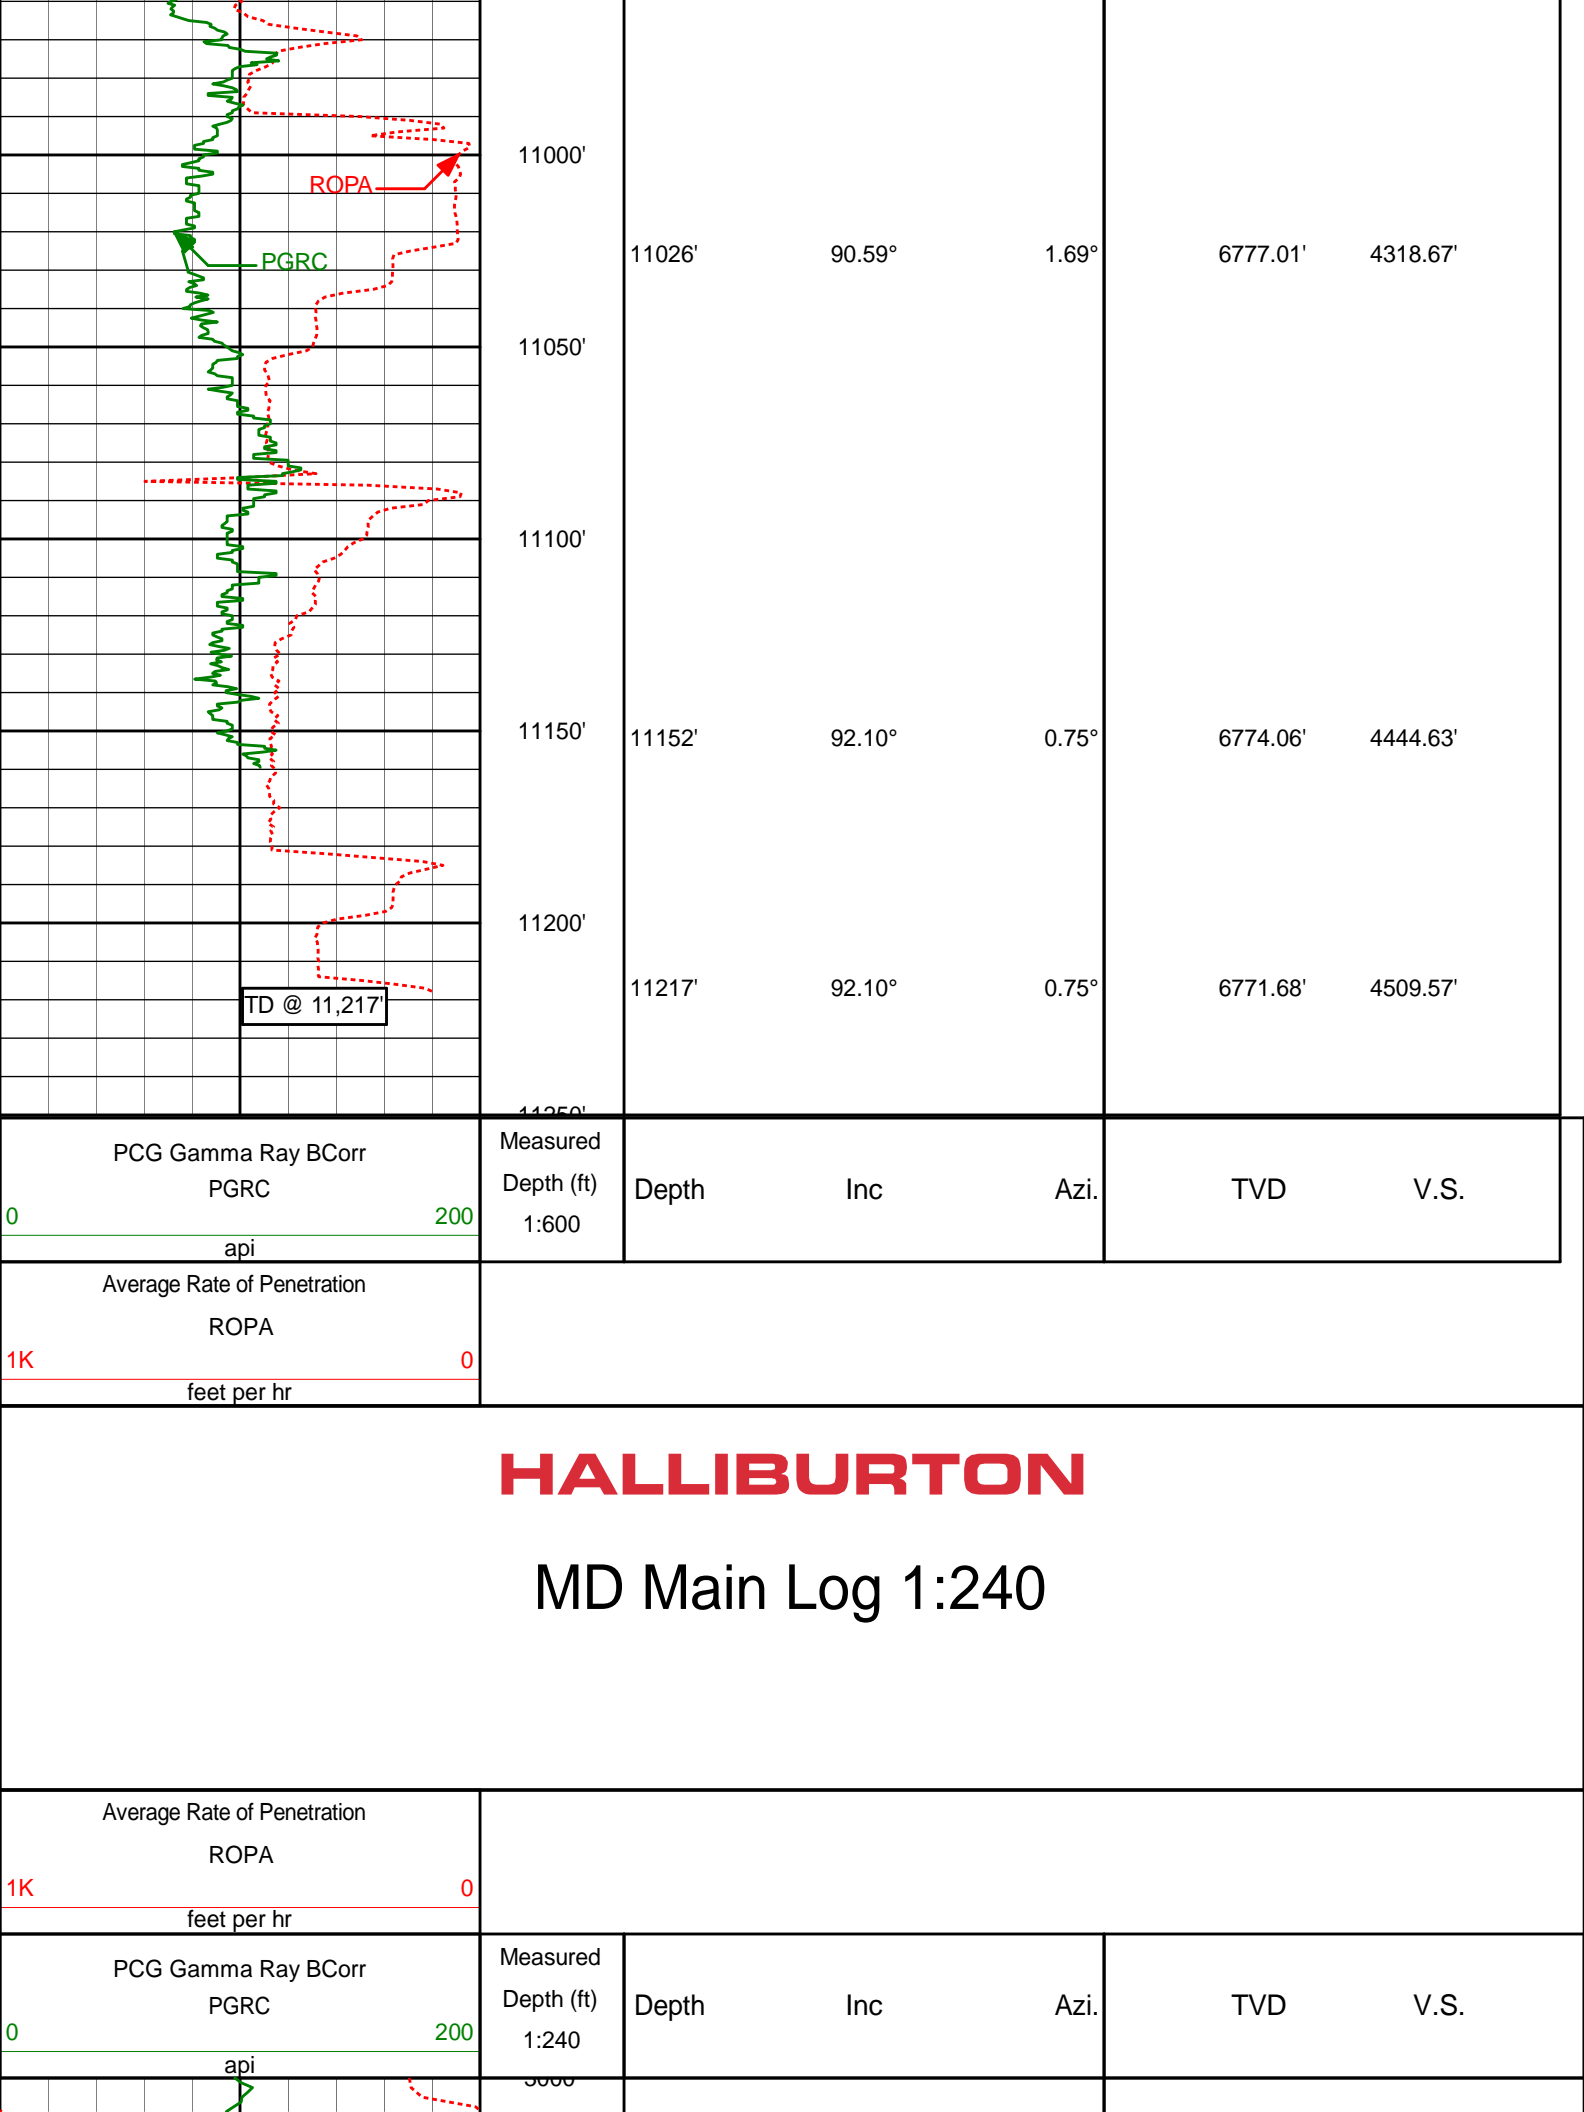 11000'
ROPA
PGRC
11026' 90.59° 1.69° 6777.01' 4318.67'
11050'
11100'
11150'
11152' 92.10° 0.75° 6774.06' 4444.63'
11200'
11217' 92.10° 0.75° 6771.68' 4509.57'
TD @ 11,217'
11250'
PCG Gamma Ray BCorr
PGRC
0 200
api
Measured
Depth (ft)
1:600
Depth Inc Azi. TVD V.S.
Average Rate of Penetration
ROPA
1K 0
feet per hr
HALLIBURTON
MD Main Log 1:240
Average Rate of Penetration
ROPA
1K 0
feet per hr
PCG Gamma Ray BCorr
PGRC
0 200
api
Measured
Depth (ft)
1:240
Depth Inc Azi. TVD V.S.